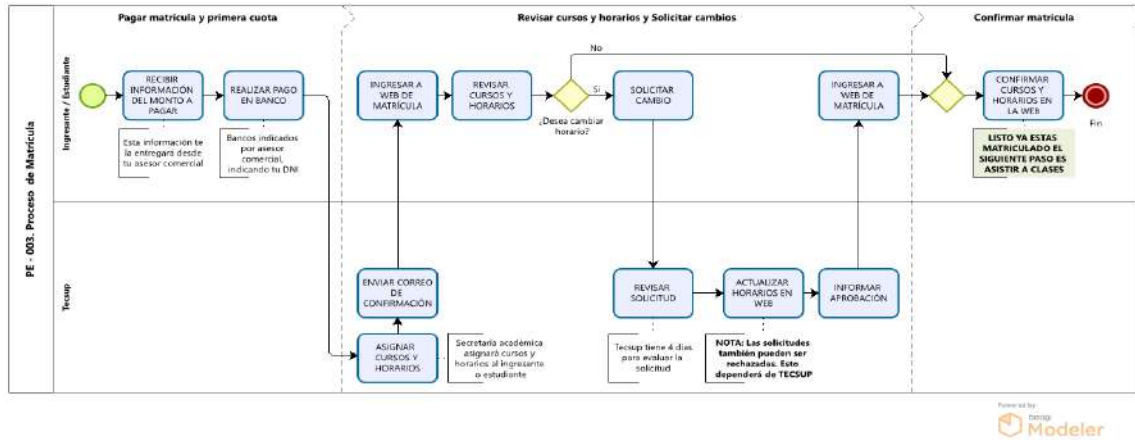 Pagar matricula y primera cuota
Revisar cursos y horarios y Solicitar cambios
Confirmar matricula
PE - 003. Proceso de Matrícula
Ingresante / Estudiante
RECIBIR
INFORMACIÓN
DEL MONTO A
PAGAR
REALIZAR PAGO
EN BANCO
Esta información te
la entregará desde
tu asesor comercial
Bancos indicados
por asesor
comercial,
indicando tu DNI
INGRESAR A
WEB DE
MATRÍCULA
REVISAR
CURSOS Y
HORARIOS
¿Desea cambiar
horario?
No
Si
SOLICITAR
CAMBIO
INGRESAR A
WEB DE
MATRÍCULA
CONFIRMAR
CURSOS Y
HORARIOS EN
LA WEB
Fin
LISTO YA ESTAS
MATRICULADO EL
SIGUIENTE PASO ES
ASISTIR A CLASES
Tecsup
ENVIAR CORREO
DE
CONFIRMACIÓN
ASIGNAR
CURSOS Y
HORARIOS
Secretaría académica
asignará cursos y
horarios al ingresante
o estudiante
REVISAR
SOLICITUD
ACTUALIZAR
HORARIOS EN
WEB
INFORMAR
APROBACIÓN
Tecsup tiene 4 dias
para evaluar la
solicitud
NOTA: Las solicitudes
también pueden ser
rechazadas. Esto
dependerá de TECSUP
Powered by
bizagi
Modeler